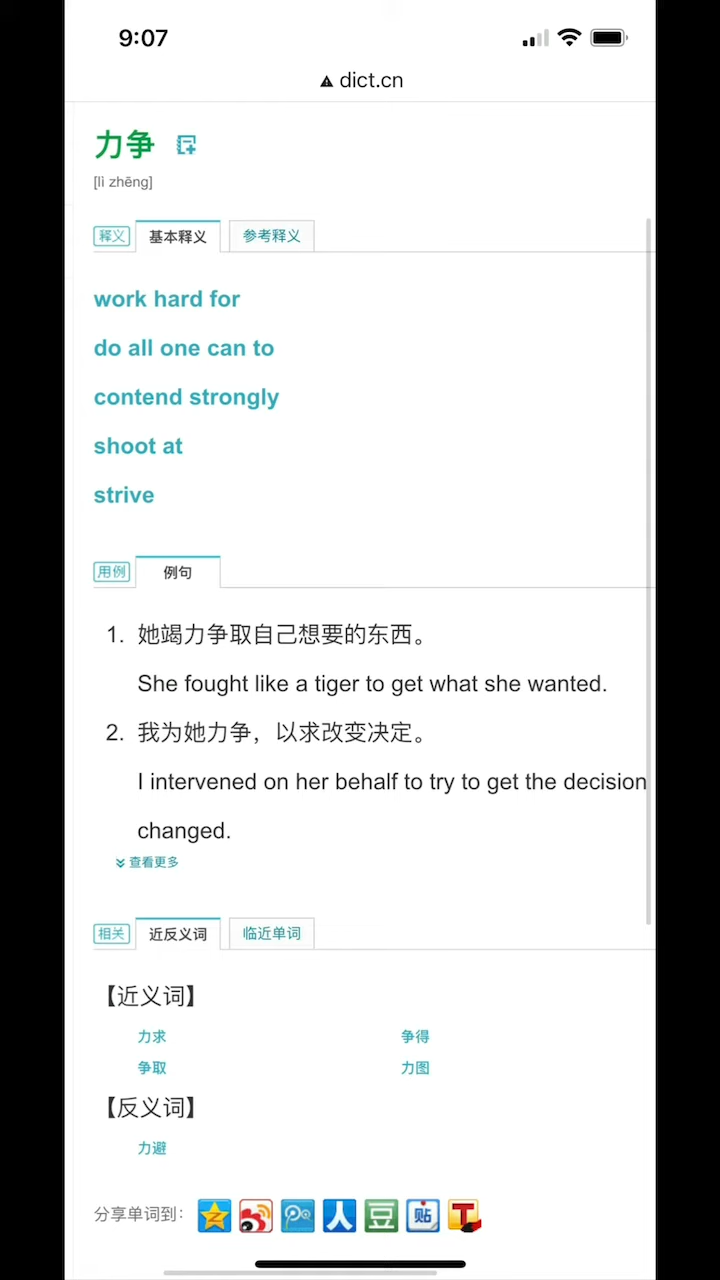 9:07
dict.cn
力争
[lì zhēng]
释义 基本释义 参考释义
work hard for
do all one can to
contend strongly
shoot at
strive
用例 例句
1. 她竭力争取自己想要的东西。
She fought like a tiger to get what she wanted.
2. 我为她力争，以求改变决定。
I intervened on her behalf to try to get the decision
changed.
查看更多
相关 近反义词 临近单词
【近义词】
力求 争得
争取 力图
【反义词】
力避
分享单词到： 人 豆 贴 T